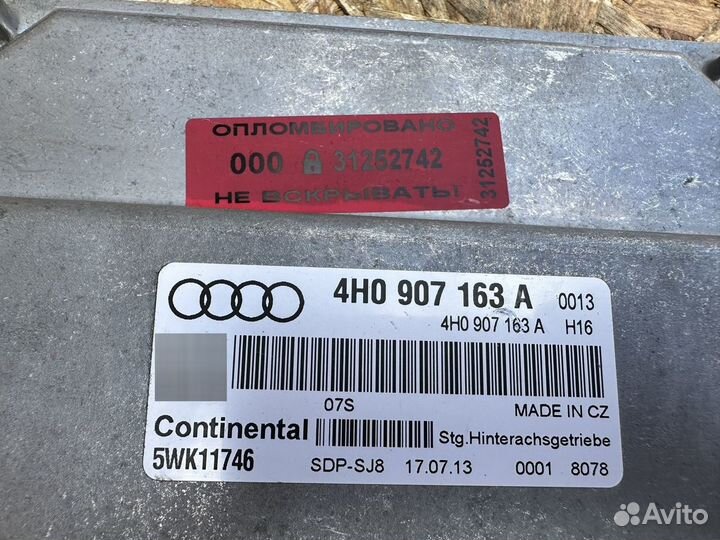 ОПЛОМБИРОВАНО
000 31252742
НЕ ВСКРЫВАТЬ!
31252742
4H0 907 163 A 0013
4H0 907 163 A H16
07S MADE IN CZ
Continental Stg.Hinterachsgetriebe
5WK11746 SDP-SJ8 17.07.13 0001 8078
Avito